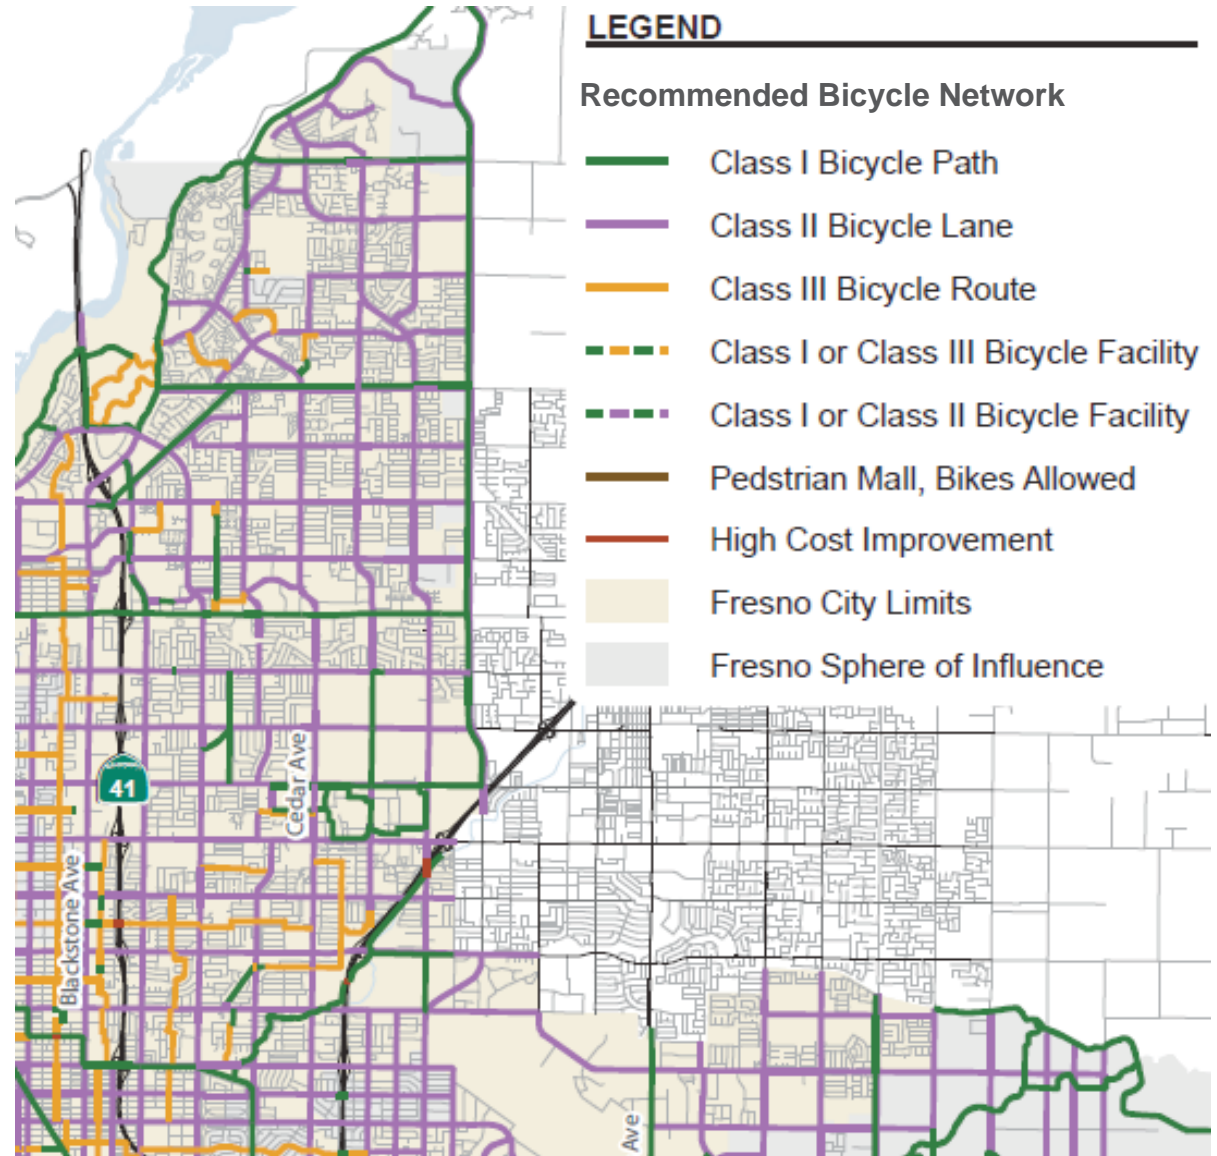 LEGEND
Recommended Bicycle Network
Class I Bicycle Path
Class II Bicycle Lane
Class III Bicycle Route
Class I or Class III Bicycle Facility
Class I or Class II Bicycle Facility
Pedstrian Mall, Bikes Allowed
High Cost Improvement
Fresno City Limits
Fresno Sphere of Influence
41
Cedar Ave
Blackstone Ave
Ave